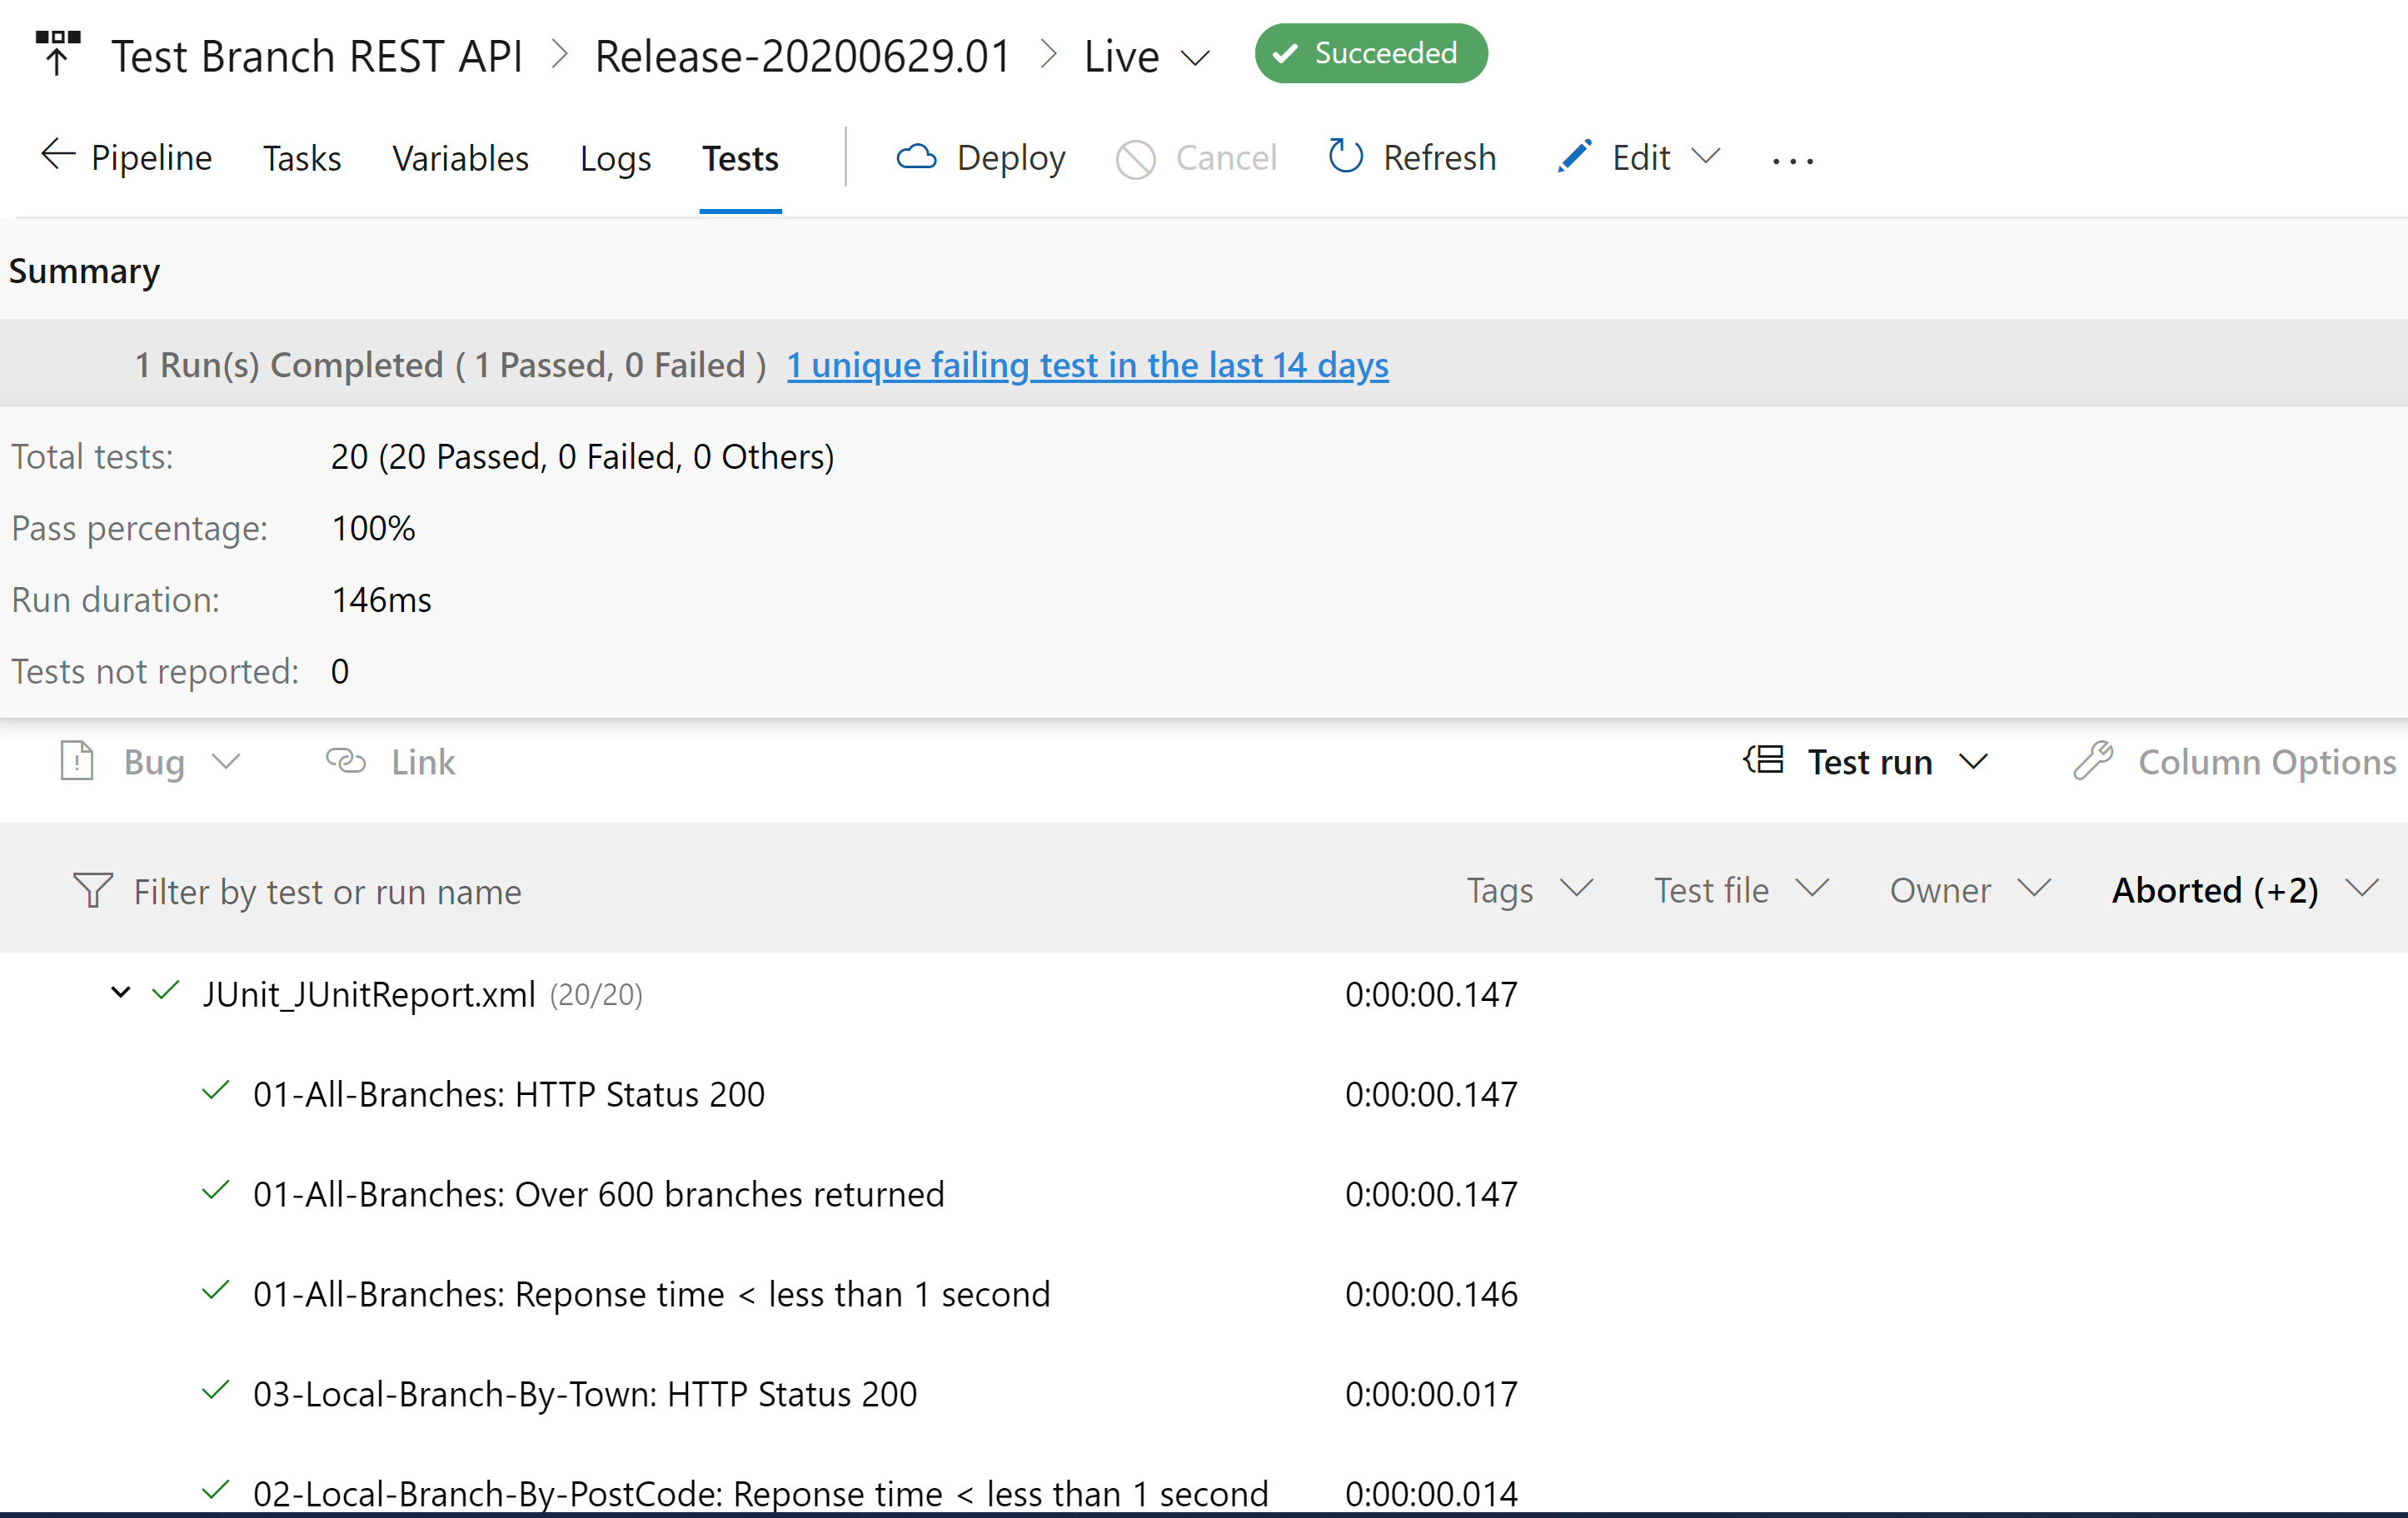 Test Branch REST API > Release-20200629.01 > Live Succeeded
Pipeline Tasks Variables Logs Tests Deploy Cancel Refresh Edit ...
Summary
1 Run(s) Completed ( 1 Passed, 0 Failed ) 1 unique failing test in the last 14 days
Total tests: 20 (20 Passed, 0 Failed, 0 Others)
Pass percentage: 100%
Run duration: 146ms
Tests not reported: 0
Bug Link Test run Column Options
Filter by test or run name Tags Test file Owner Aborted (+2)
JUnit_JUnitReport.xml (20/20) 0:00:00.147
01-All-Branches: HTTP Status 200 0:00:00.147
01-All-Branches: Over 600 branches returned 0:00:00.147
01-All-Branches: Reponse time < less than 1 second 0:00:00.146
03-Local-Branch-By-Town: HTTP Status 200 0:00:00.017
02-Local-Branch-By-PostCode: Reponse time < less than 1 second 0:00:00.014